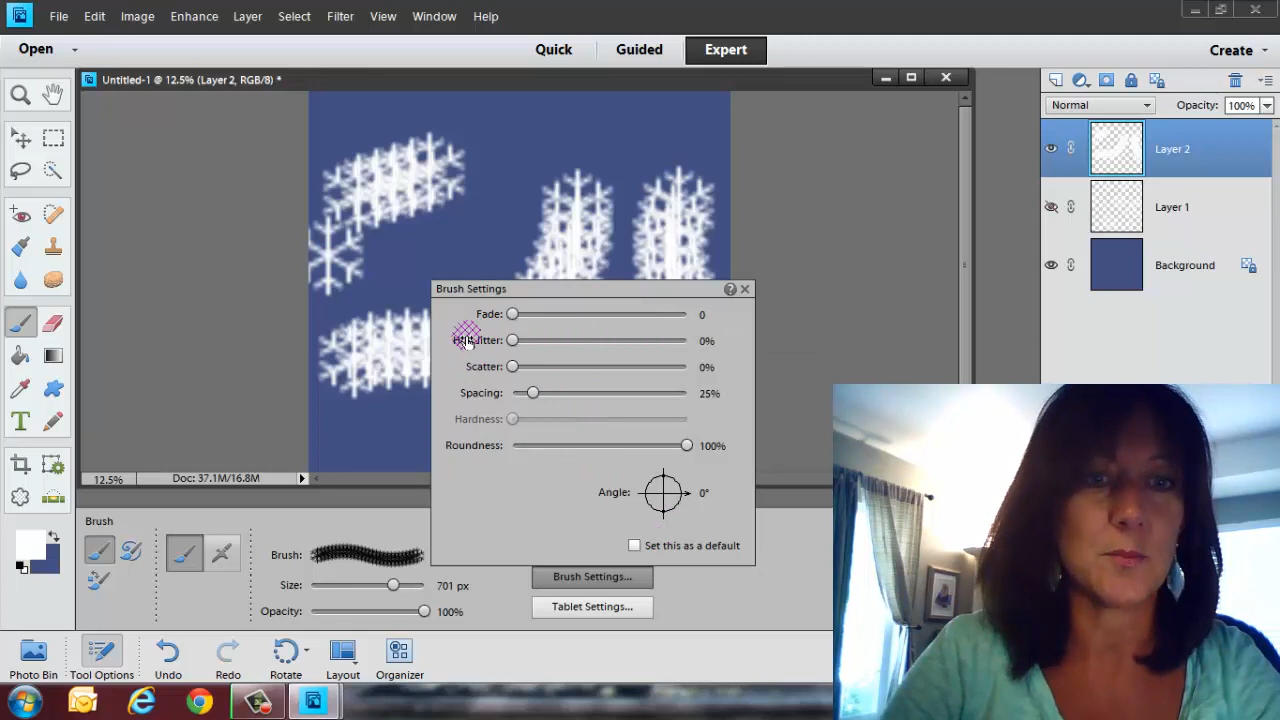 File Edit Image Enhance Layer Select Filter View Window Help
Open Quick Guided Expert Create
Untitled-1 @ 12.5% (Layer 2, RGB/8) *
Normal Opacity: 100%
Layer 2
Layer 1
Background
Brush Settings
Fade: 0
0%
Scatter: 0%
Spacing: 25%
Hardness:
Roundness: 100%
Angle: 0°
Set this as a default
12.5% Doc: 37.1M/16.8M
Brush
Brush:
Size: 701 px
Opacity: 100%
Brush Settings...
Tablet Settings...
Photo Bin Tool Options Undo Redo Rotate Layout Organizer